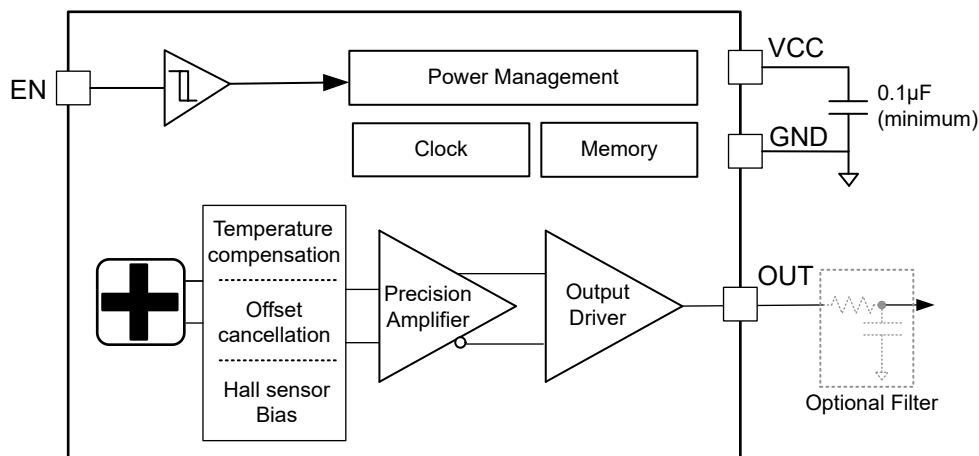 EN
Power Management
Clock
Memory
VCC
0.1µF
(minimum)
GND
Temperature
compensation
Offset
cancellation
Hall sensor
Bias
Precision
Amplifier
Output
Driver
OUT
Optional Filter